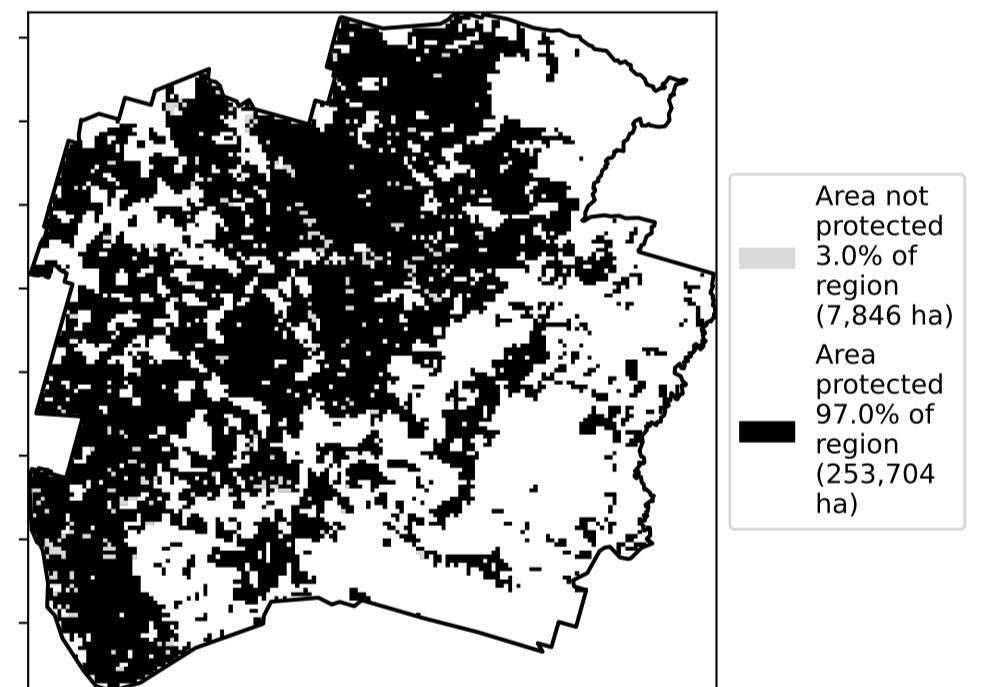 Area not
protected
3.0% of
region
(7,846 ha)
Area
protected
97.0% of
region
(253,704
ha)